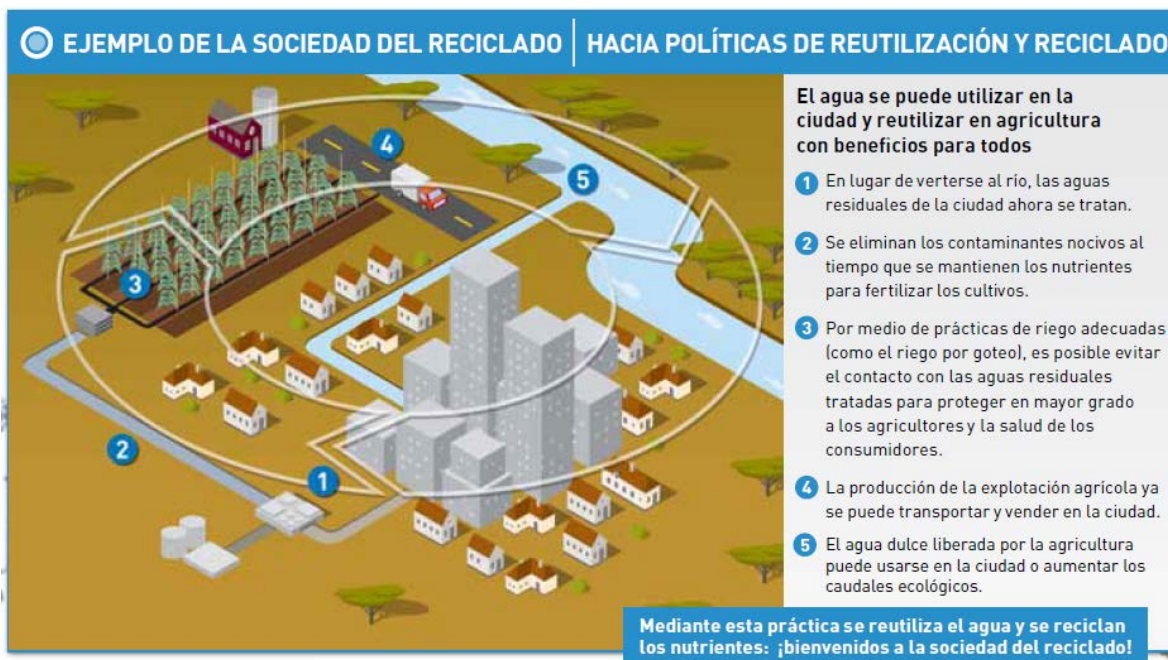 EJEMPLO DE LA SOCIEDAD DEL RECICLADO | HACIA POLÍTICAS DE REUTILIZACIÓN Y RECICLADO
El agua se puede utilizar en la
ciudad y reutilizar en agricultura
con beneficios para todos
1 En lugar de verterse al río, las aguas
residuales de la ciudad ahora se tratan.
2 Se eliminan los contaminantes nocivos al
tiempo que se mantienen los nutrientes
para fertilizar los cultivos.
3 Por medio de prácticas de riego adecuadas
(como el riego por goteo), es posible evitar
el contacto con las aguas residuales
tratadas para proteger en mayor grado
a los agricultores y la salud de los
consumidores.
4 La producción de la explotación agrícola ya
se puede transportar y vender en la ciudad.
5 El agua dulce liberada por la agricultura
puede usarse en la ciudad o aumentar los
caudales ecológicos.
Mediante esta práctica se reutiliza el agua y se reciclan
los nutrientes: ¡bienvenidos a la sociedad del reciclado!
4
5
3
2
1